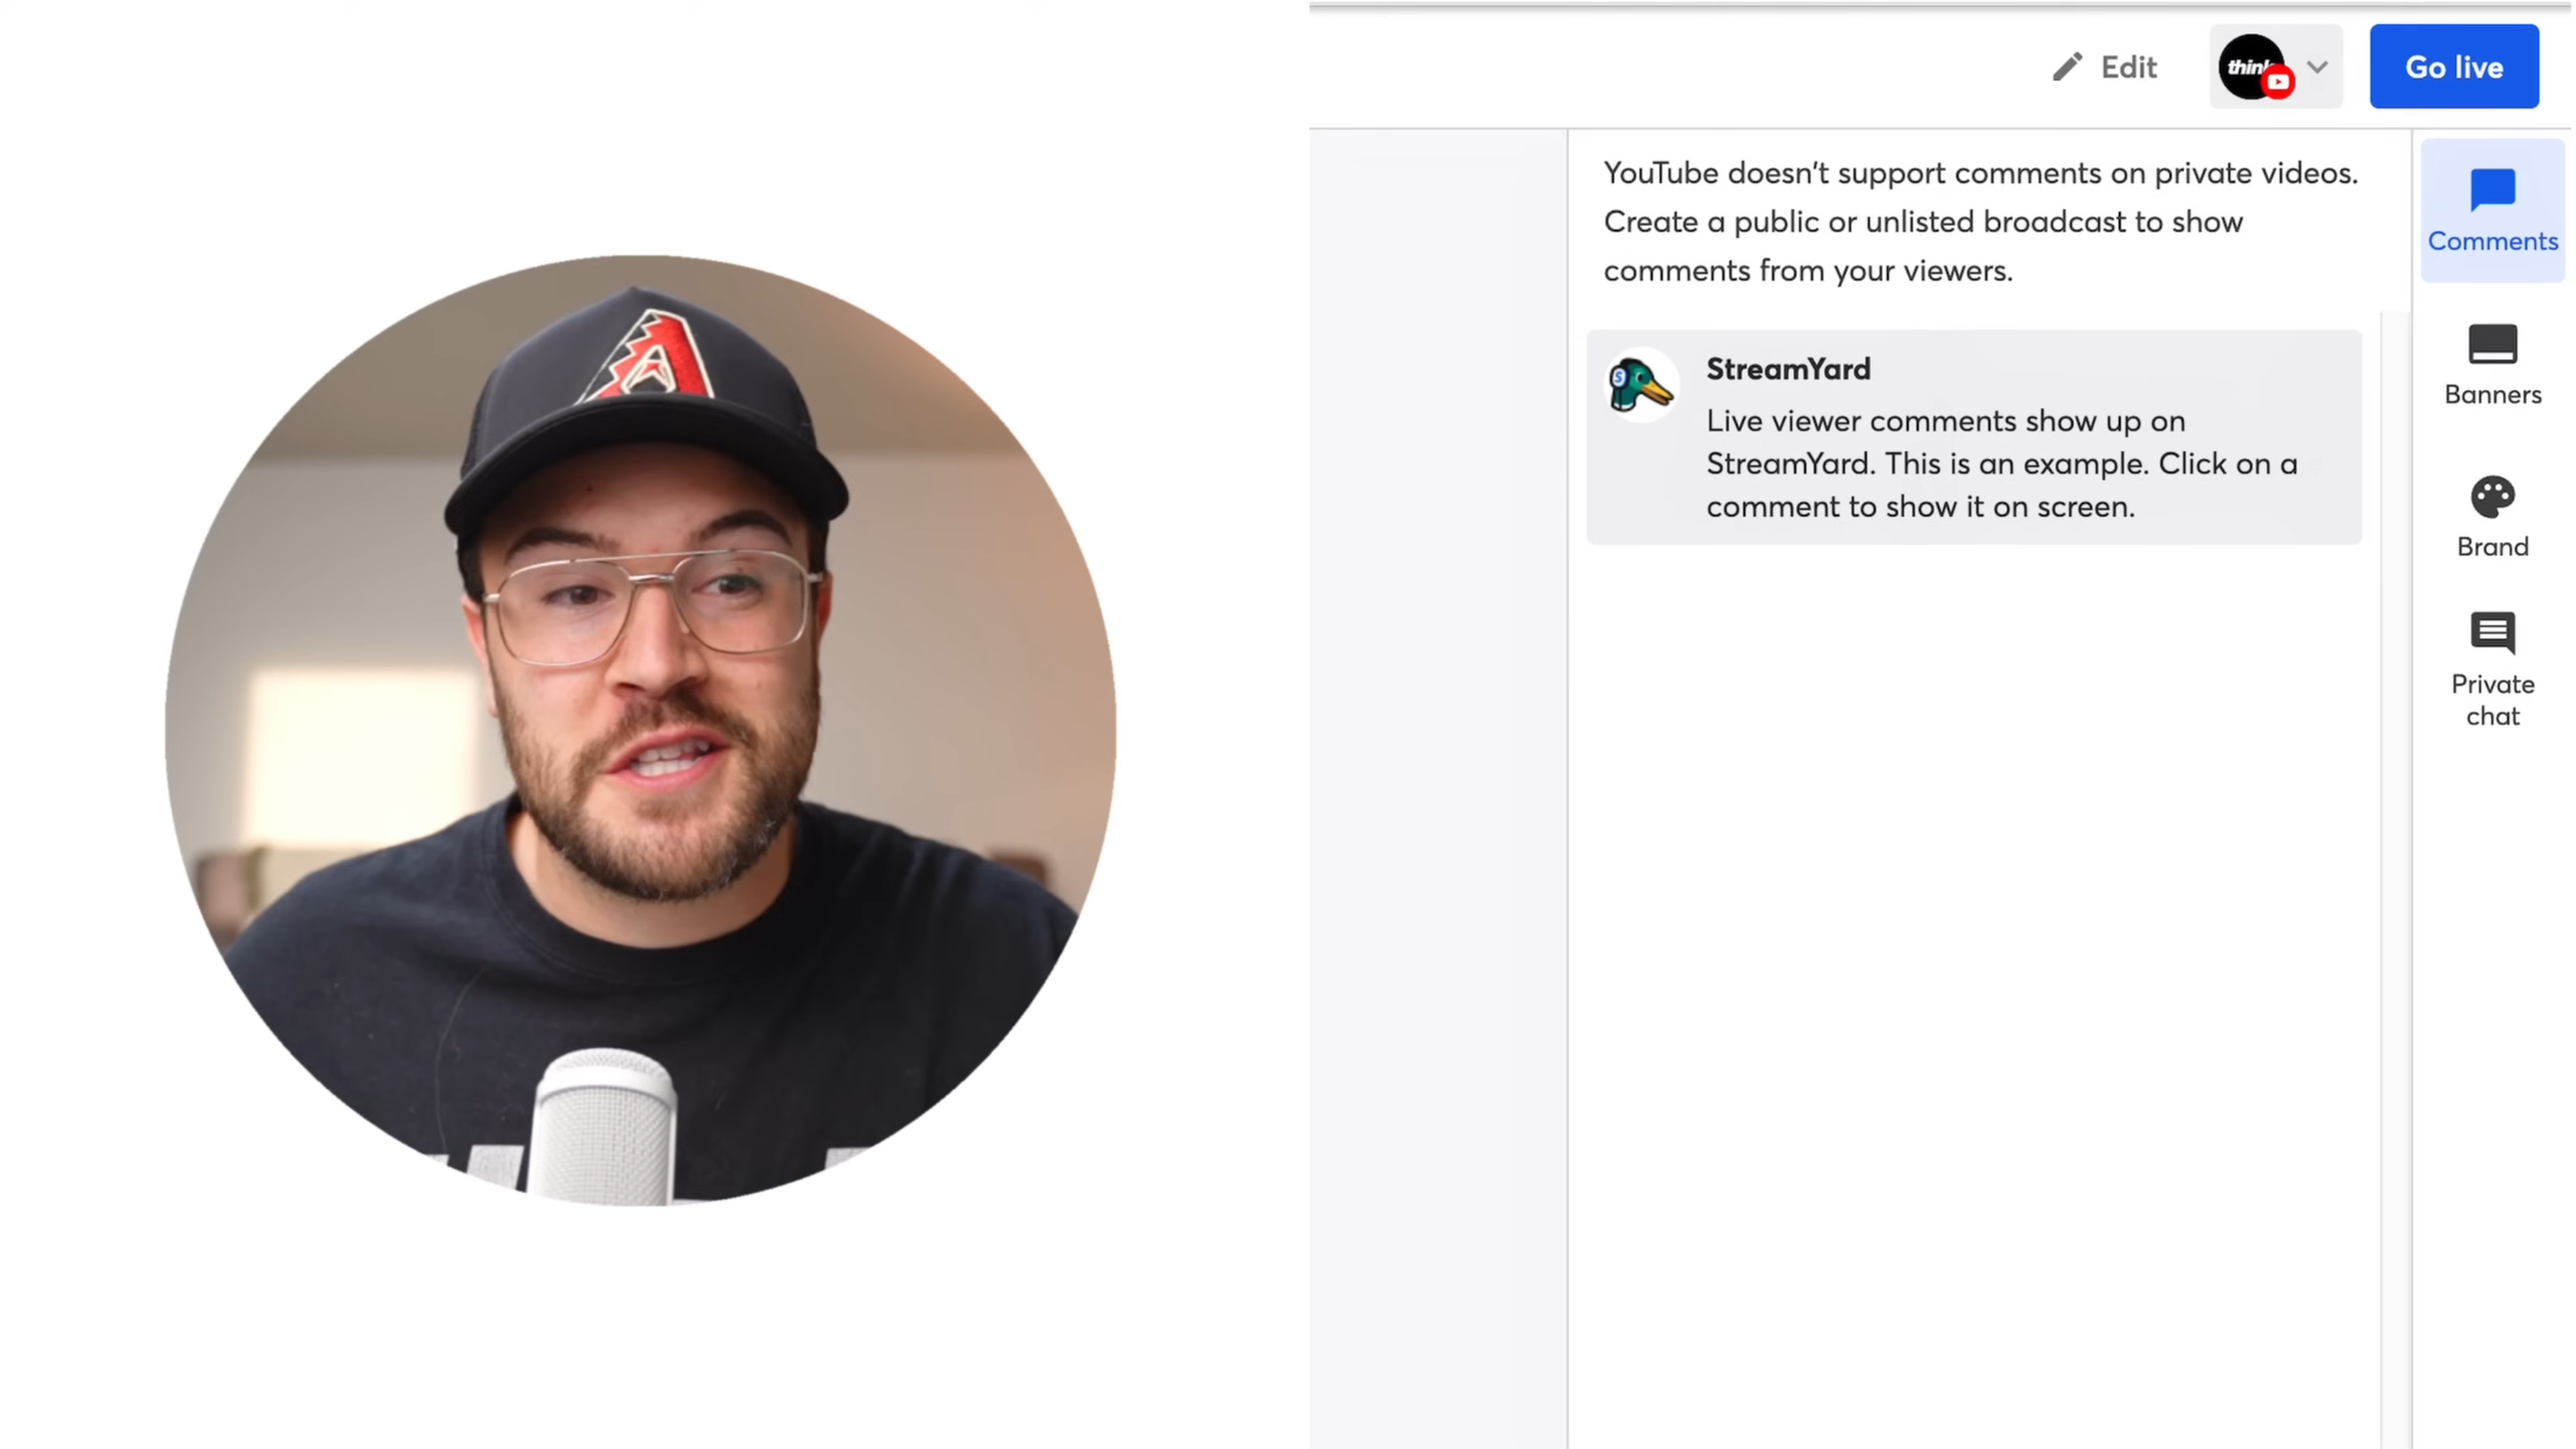 Edit
think
Go live
YouTube doesn't support comments on private videos.
Create a public or unlisted broadcast to show
comments from your viewers.
StreamYard
Live viewer comments show up on
StreamYard. This is an example. Click on a
comment to show it on screen.
Comments
Banners
Brand
Private
chat
A